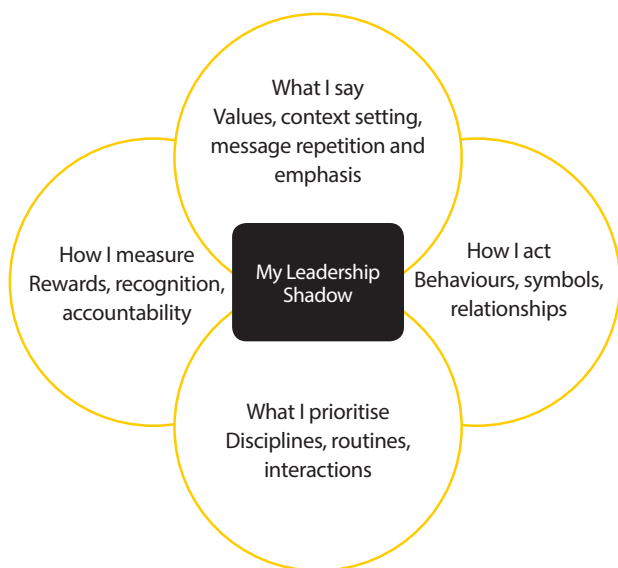 What I say
Values, context setting,
message repetition and
emphasis
How I measure
Rewards, recognition,
accountability
My Leadership
Shadow
How I act
Behaviours, symbols,
relationships
What I prioritise
Disciplines, routines,
interactions